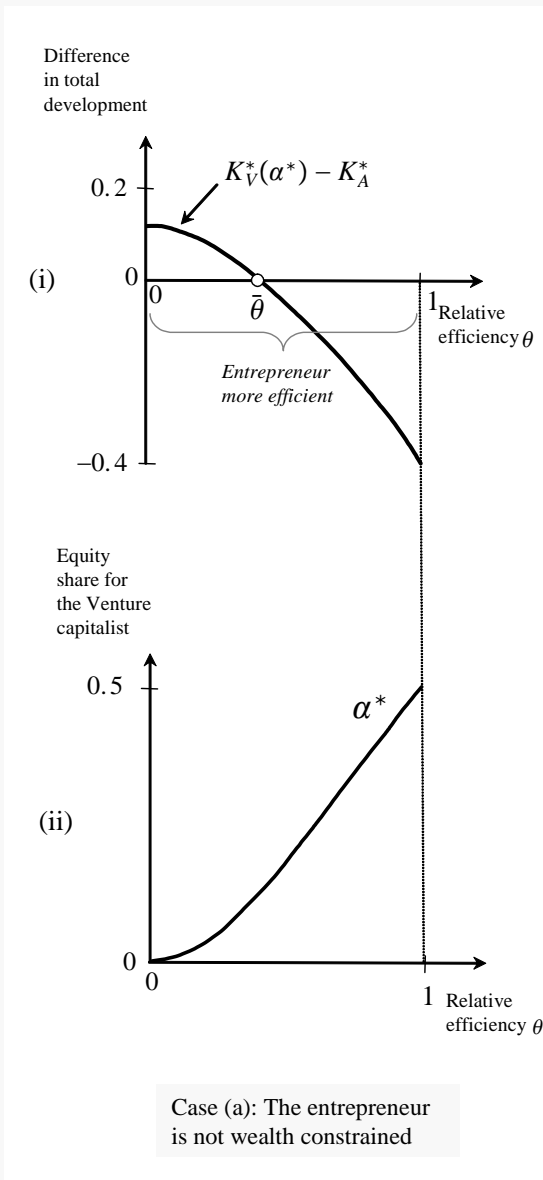 Difference
in total
development
K*V(α*) − K*A
0.2
(i)
0
0
θ̄
1
Relative
efficiency θ
Entrepreneur
more efficient
−0.4
Equity
share for
the Venture
capitalist
0.5
α*
(ii)
0
0
1
Relative
efficiency θ
Case (a): The entrepreneur
is not wealth constrained